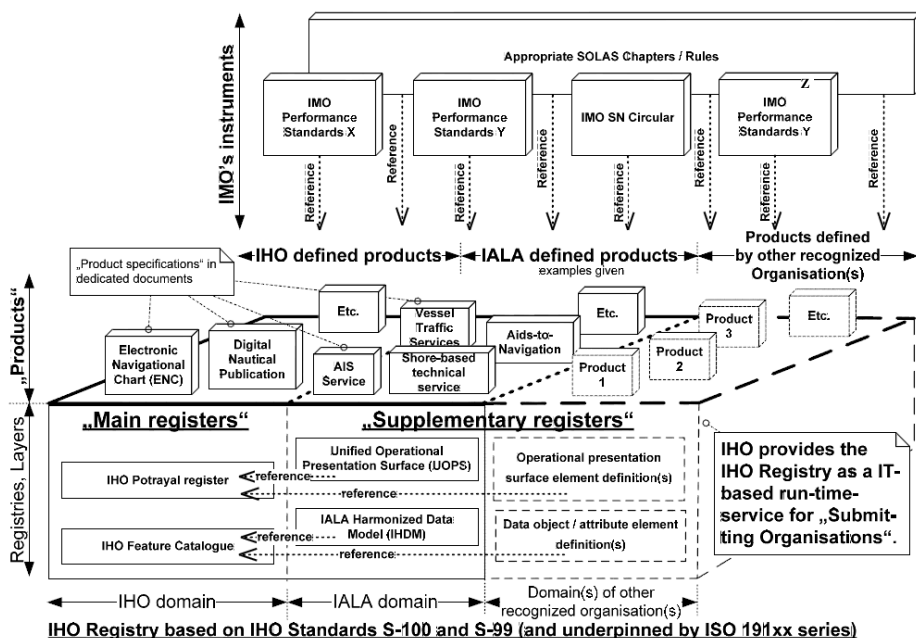 Appropriate SOLAS Chapters / Rules
IMO
Performance
Standards X
IMO
Performance
Standards Y
IMO SN Circular
Z
IMO
Performance
Standards Y
IMO's instruments
Reference
Reference
Reference
Reference
Reference
Reference
Reference
Reference
IHO defined products
IALA defined products
examples given
Products defined
by other recognized
Organisation(s)
„Product specifications“ in
dedicated documents
„Products“
Etc.
Vessel
Traffic
Services
Etc.
Product
3
Etc.
Electronic
Navigational
Chart (ENC)
Digital
Nautical
Publication
AIS
Service
Shore-based
technical
service
Aids-to-
Navigation
Product
1
Product
2
Registries, Layers
„Main registers“
„Supplementary registers“
Unified Operational
Presentation Surface (UOPS)
Operational presentation
surface element definition(s)
IHO Potrayal register
reference
reference
IALA Harmonized Data
Model (IHDM)
Data object / attribute element
definition(s)
IHO Feature Catalogue
reference
reference
IHO provides the
IHO Registry as a IT-
based run-time-
service for „Submit-
ting Organisations“.
IHO domain
IALA domain
Domain(s) of other
recognized organisation(s)
IHO Registry based on IHO Standards S-100 and S-99 (and underpinned by ISO 191xx series)